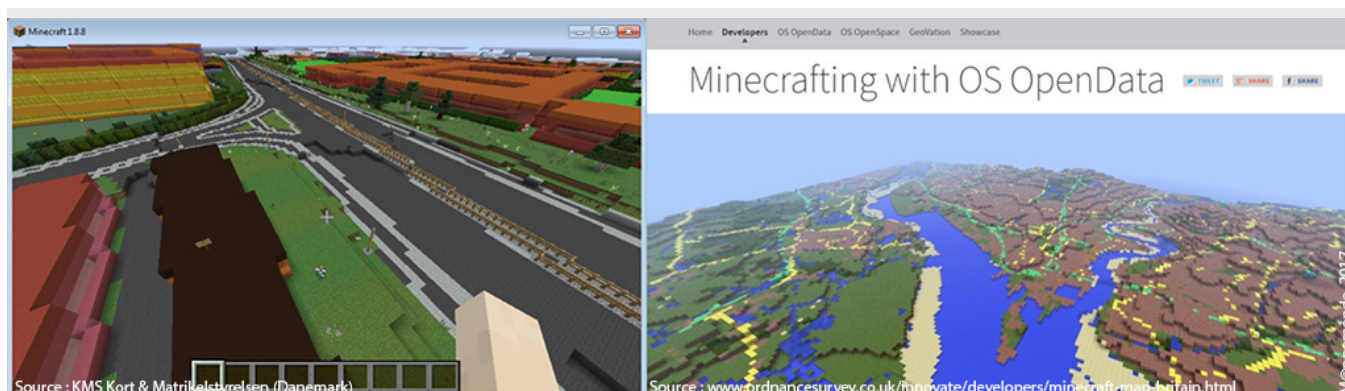 Minecraft 1.8.8
Source : KMS Kort & Matrikelstyrelsen (Danemark)
Home Developers OS OpenData OS OpenSpace GeoVation Showcase
Minecrafting with OS OpenData
TWEET SHARE SHARE
Source : www.ordnancesurvey.co.uk/innovate/developers/minecraft-map-britain.html
2017